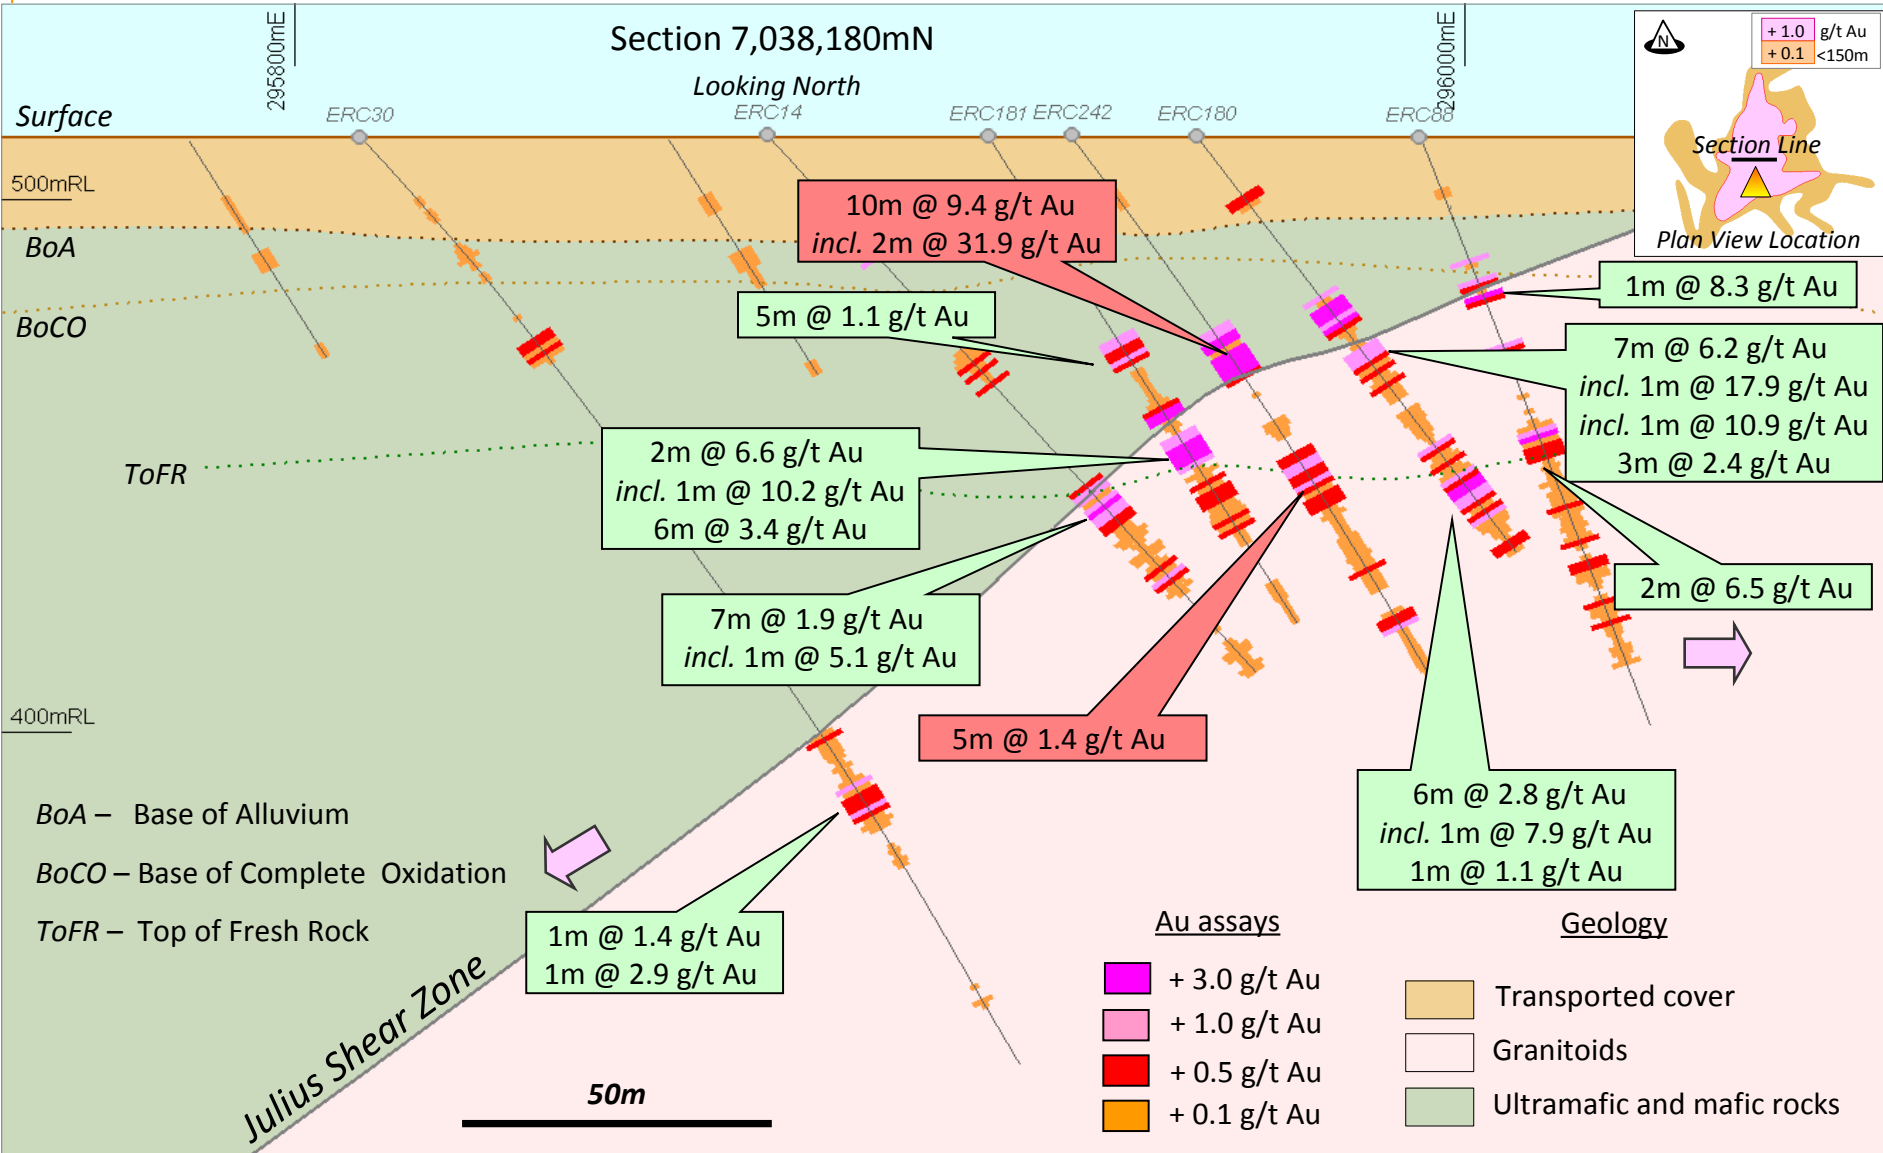 Section 7,038,180mN
Looking North
295800mE
296000mE
Surface
ERC30
ERC14
ERC181
ERC242
ERC180
ERC88
+ 1.0 g/t Au
+ 0.1 <150m
N
Section Line
Plan View Location
500mRL
BoA
BoCO
ToFR
400mRL
10m @ 9.4 g/t Au
incl. 2m @ 31.9 g/t Au
5m @ 1.1 g/t Au
1m @ 8.3 g/t Au
7m @ 6.2 g/t Au
incl. 1m @ 17.9 g/t Au
incl. 1m @ 10.9 g/t Au
3m @ 2.4 g/t Au
2m @ 6.6 g/t Au
incl. 1m @ 10.2 g/t Au
6m @ 3.4 g/t Au
2m @ 6.5 g/t Au
7m @ 1.9 g/t Au
incl. 1m @ 5.1 g/t Au
5m @ 1.4 g/t Au
6m @ 2.8 g/t Au
incl. 1m @ 7.9 g/t Au
1m @ 1.1 g/t Au
1m @ 1.4 g/t Au
1m @ 2.9 g/t Au
BoA – Base of Alluvium
BoCO – Base of Complete Oxidation
ToFR – Top of Fresh Rock
Julius Shear Zone
50m
Au assays
+ 3.0 g/t Au
+ 1.0 g/t Au
+ 0.5 g/t Au
+ 0.1 g/t Au
Geology
Transported cover
Granitoids
Ultramafic and mafic rocks